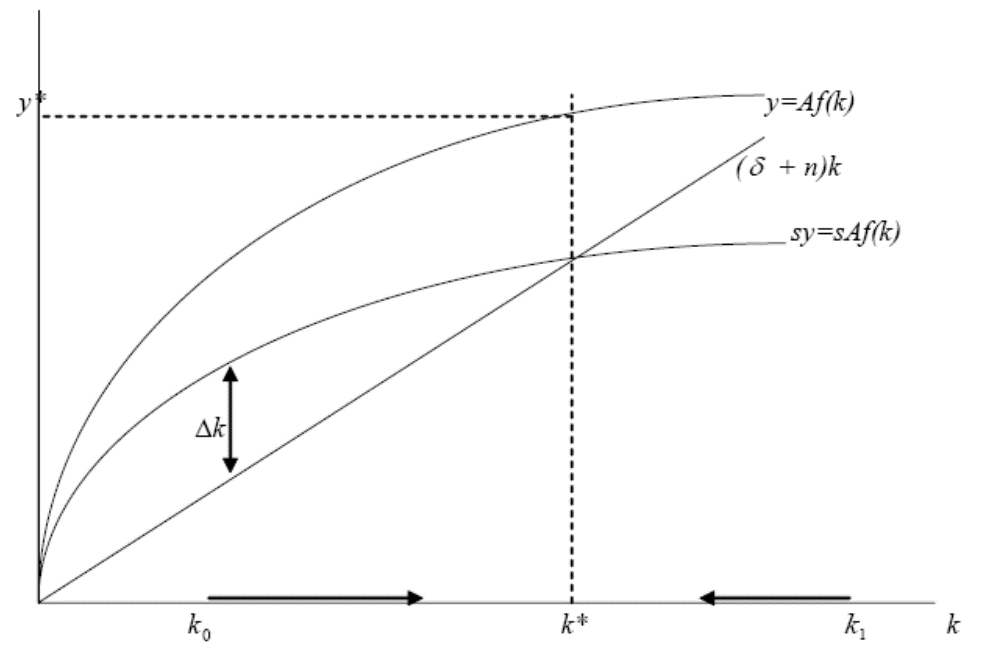 y*
y=Af(k)
(δ + n)k
sy=sAf(k)
Δk
k₀
k*
k₁
k